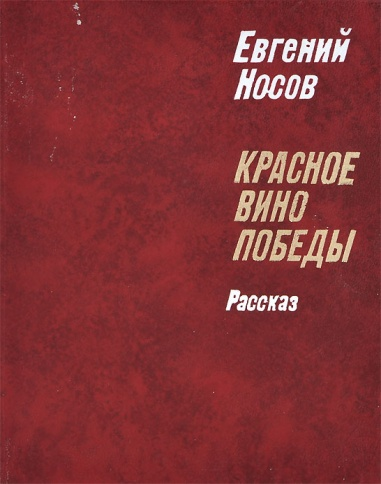 Евгений
Носов
КРАСНОЕ
ВИНО
ПОБЕДЫ
Рассказ